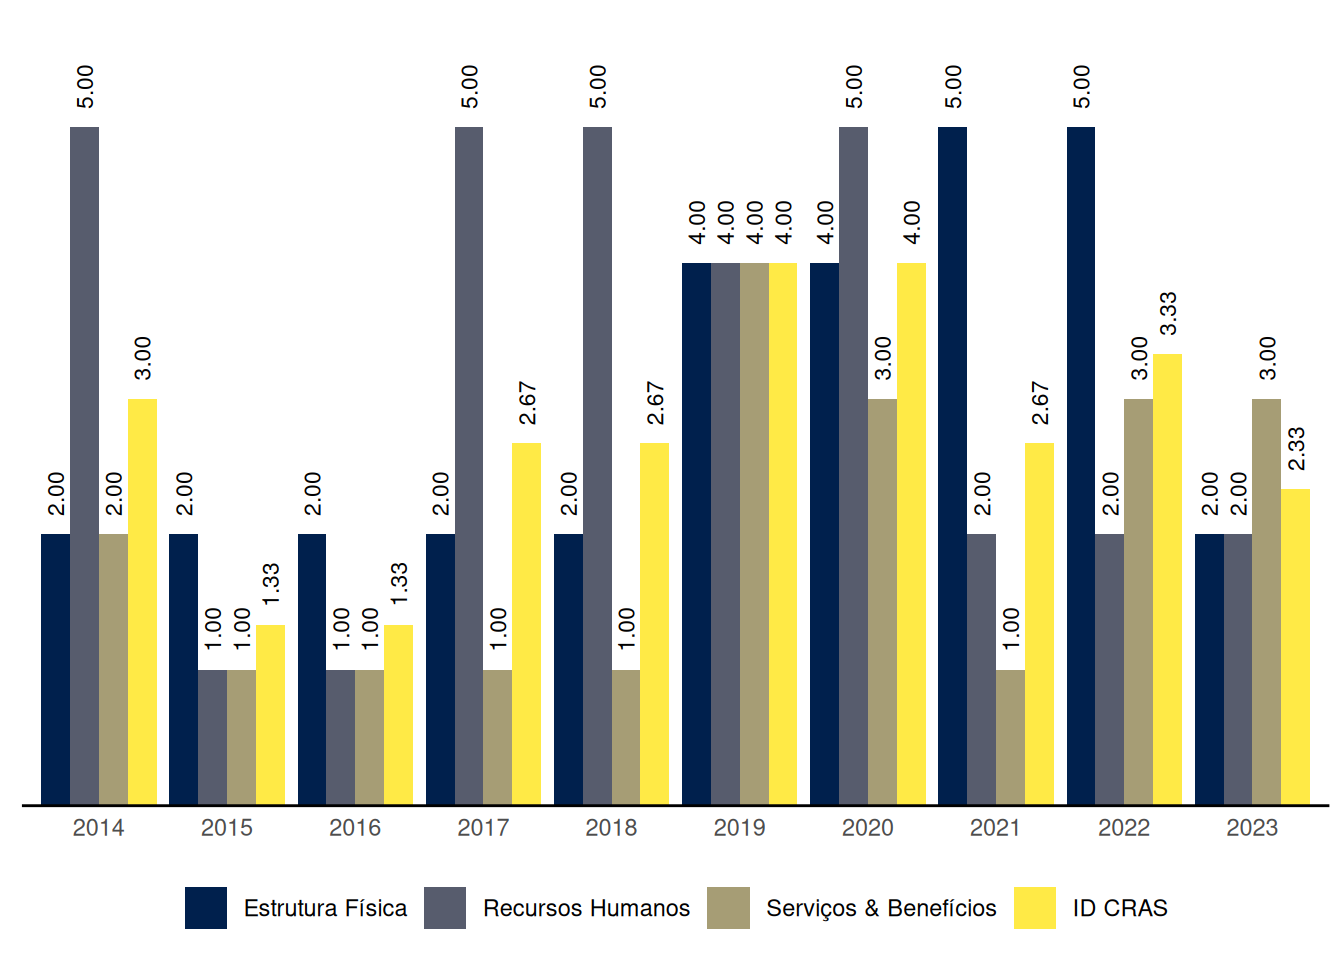 5.00 5.00 5.00 5.00 5.00 5.00
4.00 4.00 4.00 4.00 4.00 4.00
3.00 2.67 2.67 3.00 2.67 3.00 3.33 3.00
2.00 2.00 2.00 2.00 2.00 2.00 2.00 2.00 2.00 2.00 2.33
1.00 1.00 1.33 1.00 1.00 1.33 1.00 1.00 1.00
2014 2015 2016 2017 2018 2019 2020 2021 2022 2023
Estrutura Física Recursos Humanos Serviços & Benefícios ID CRAS